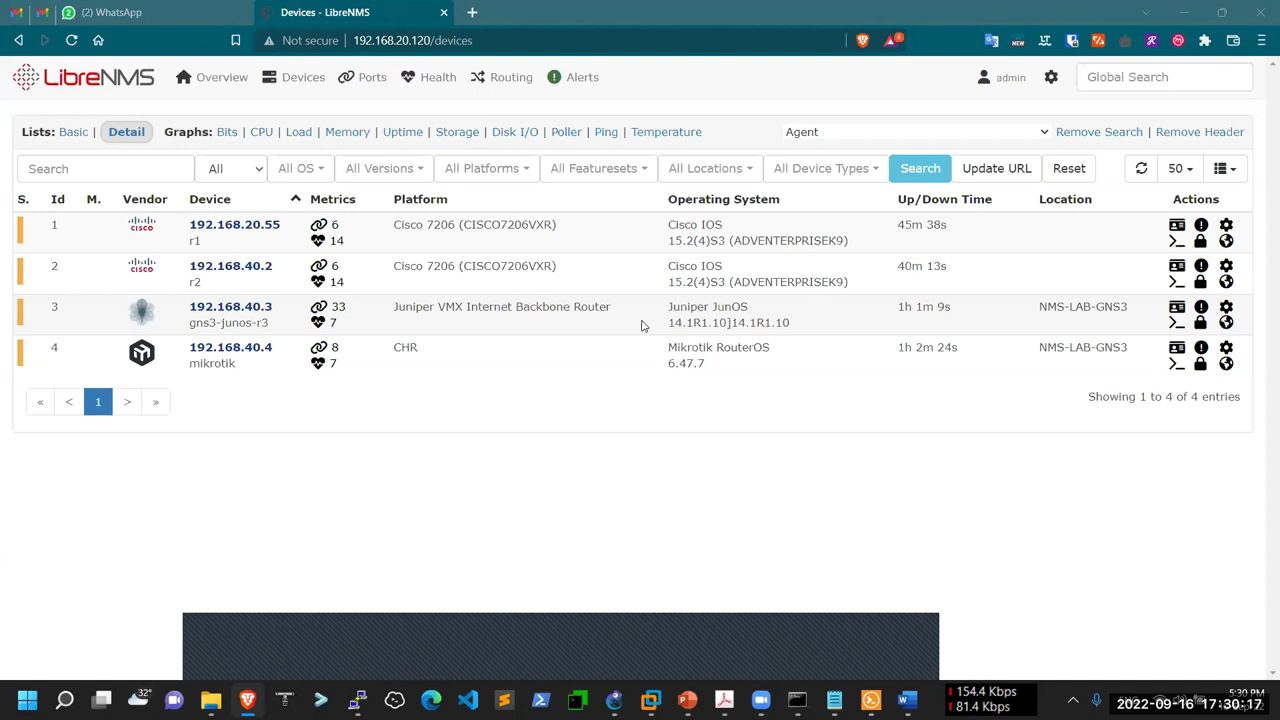 (2) WhatsApp
Devices - LibreNMS
Not secure 192.168.20.120/devices
6
NEW
LibreNMS
Overview
Devices
Ports
Health
Routing
Alerts
admin
Global Search
Lists: Basic | Detail Graphs: Bits | CPU | Load | Memory | Uptime | Storage | Disk I/O | Poller | Ping | Temperature
Agent
Remove Search | Remove Header
Search
All
All OS
All Versions
All Platforms
All Featuresets
All Locations
All Device Types
Search
Update URL
Reset
50
S. Id M. Vendor Device Metrics Platform Operating System Up/Down Time Location Actions
1 CISCO 192.168.20.55 6 Cisco 7206 (CISCO7206VXR) Cisco IOS 45m 38s
r1 14 15.2(4)S3 (ADVENTERPRISEK9)
2 CISCO 192.168.40.2 6 Cisco 7206 (CISCO7206VXR) Cisco IOS 40m 13s
r2 14 15.2(4)S3 (ADVENTERPRISEK9)
3 192.168.40.3 33 Juniper VMX Internet Backbone Router Juniper JunOS 1h 1m 9s NMS-LAB-GNS3
gns3-junos-r3 7 14.1R1.10]14.1R1.10
4 192.168.40.4 8 CHR Mikrotik RouterOS 1h 2m 24s NMS-LAB-GNS3
mikrotik 7 6.47.7
« < 1 > »
Showing 1 to 4 of 4 entries
32°
154.4 Kbps
81.4 Kbps
5:30 PM
2022-09-16 17:30:17